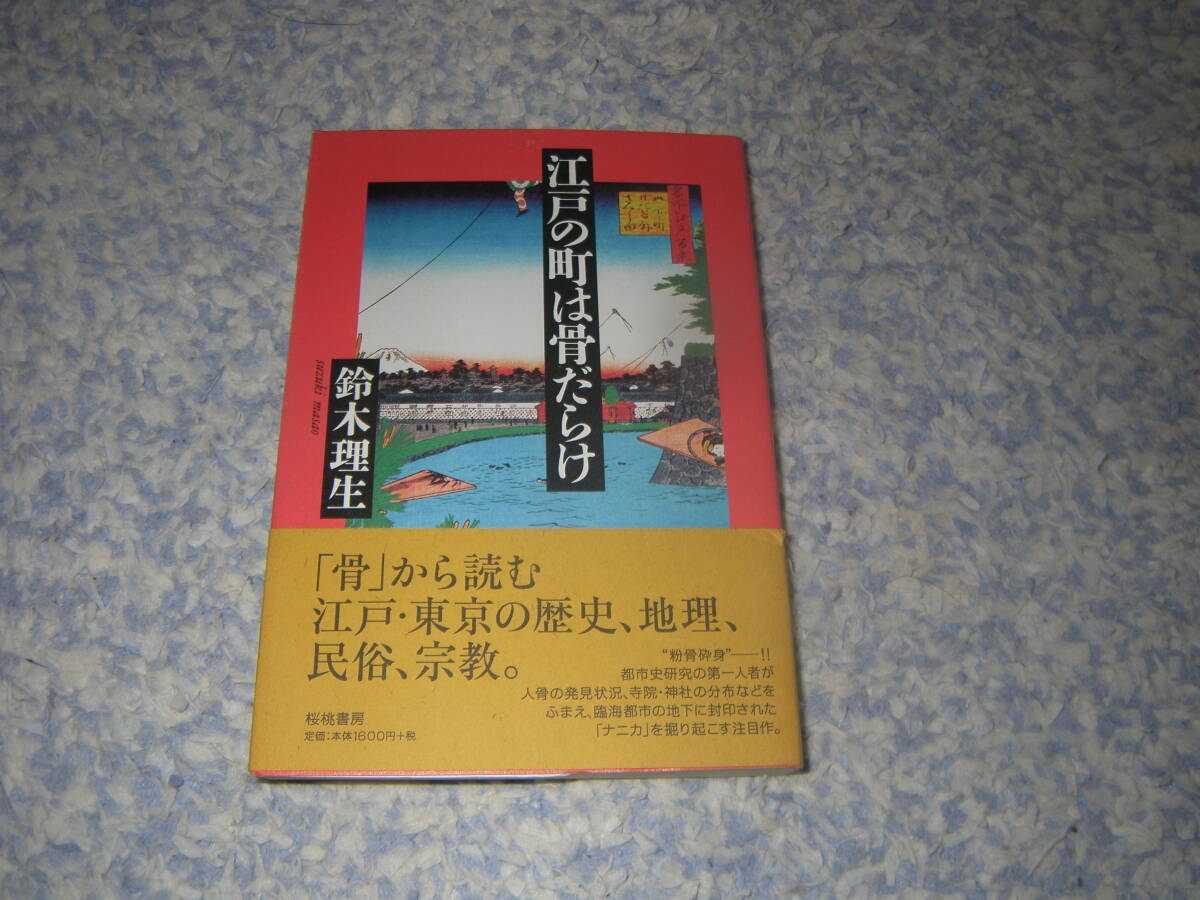 江戸の町は骨だらけ
鈴木理生
suzuki masao
「骨」から読む
江戸・東京の歴史、地理、
民俗、宗教。
“粉骨砕身”──!!
都市史研究の第一人者が
人骨の発見状況、寺院・神社の分布などを
ふまえ、臨海都市の地下に封印された
「ナニカ」を掘り起こす注目作。
桜桃書房
定価：本体1600円+税